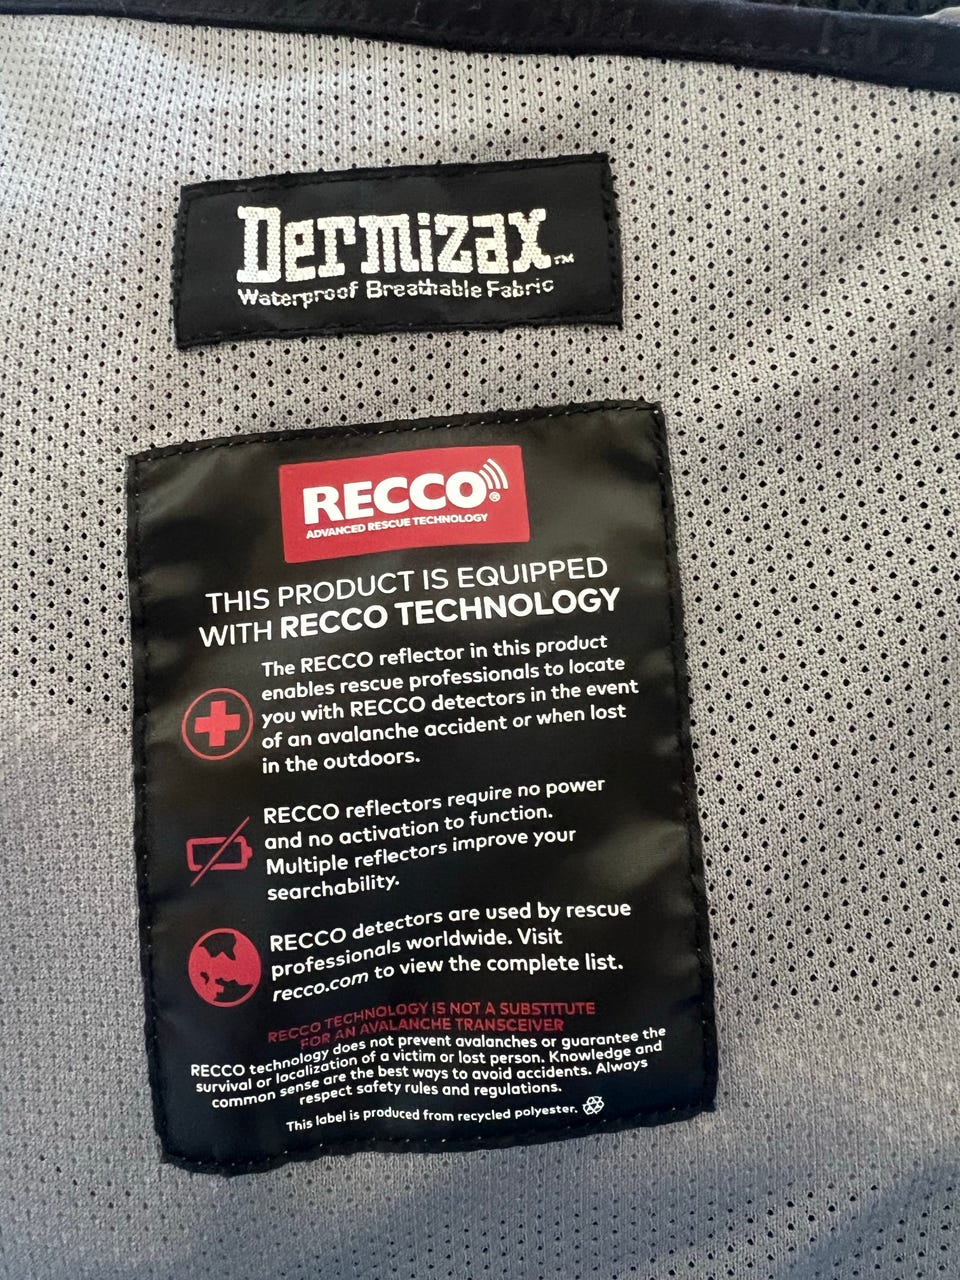 Dermizax™
Waterproof Breathable Fabric
RECCO®
ADVANCED RESCUE TECHNOLOGY
THIS PRODUCT IS EQUIPPED
WITH RECCO TECHNOLOGY
The RECCO reflector in this product
enables rescue professionals to locate
you with RECCO detectors in the event
of an avalanche accident or when lost
in the outdoors.
RECCO reflectors require no power
and no activation to function.
Multiple reflectors improve your
searchability.
RECCO detectors are used by rescue
professionals worldwide. Visit
recco.com to view the complete list.
RECCO TECHNOLOGY IS NOT A SUBSTITUTE
FOR AN AVALANCHE TRANSCEIVER
RECCO technology does not prevent avalanches or guarantee the
survival or localization of a victim or lost person. Knowledge and
common sense are the best ways to avoid accidents. Always
respect safety rules and regulations.
This label is produced from recycled polyester.